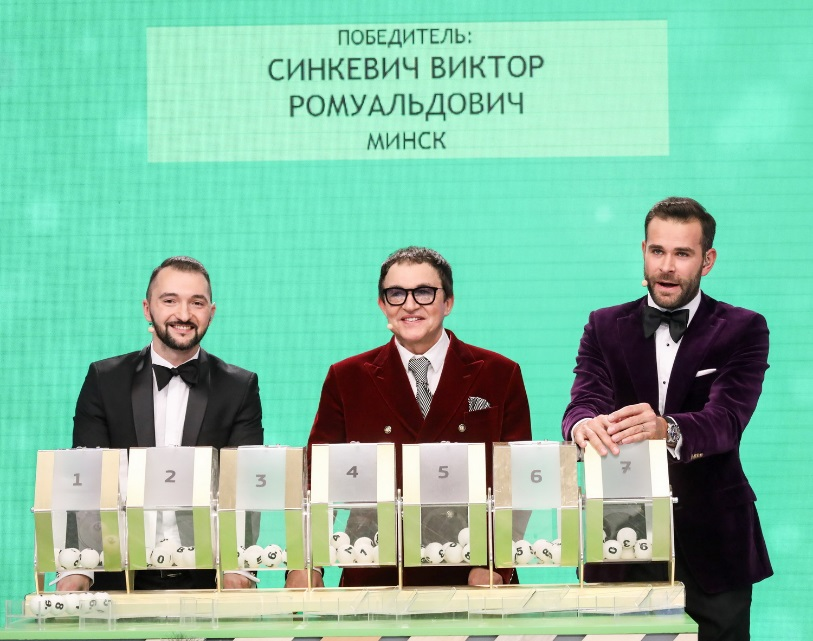 ПОБЕДИТЕЛЬ:
СИНКЕВИЧ ВИКТОР
РОМУАЛЬДОВИЧ
МИНСК
1 2 3 4 5 6 7